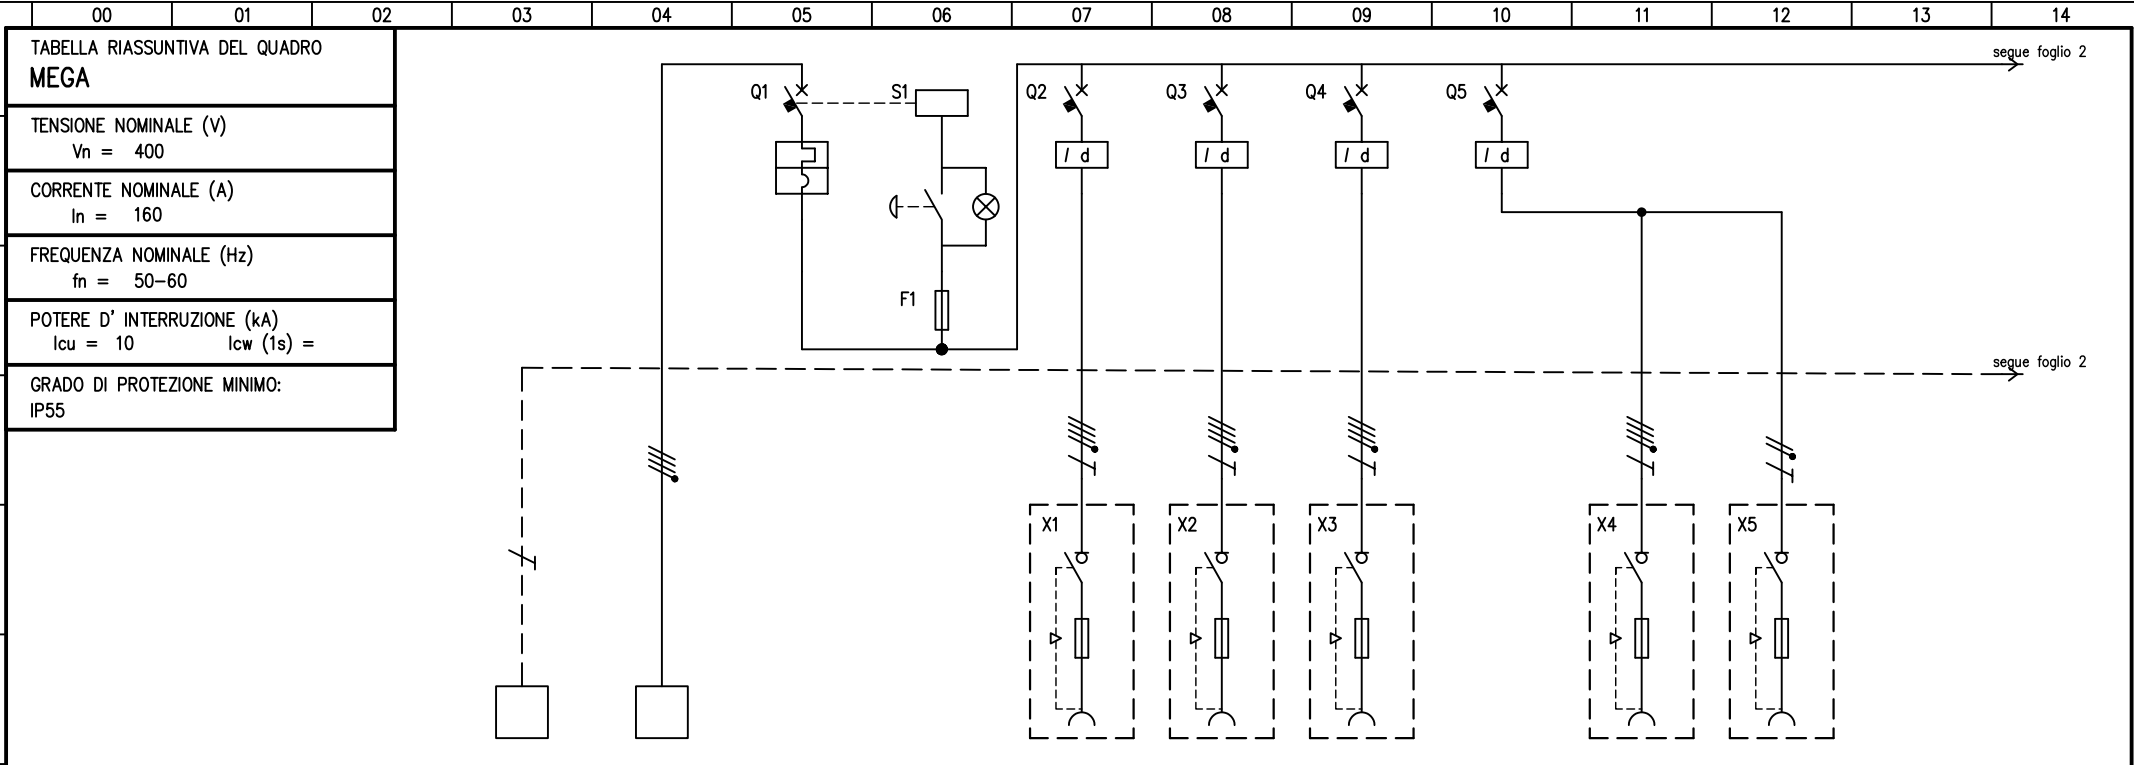 00 01 02 03 04 05 06 07 08 09 10 11 12 13 14
TABELLA RIASSUNTIVA DEL QUADRO
MEGA
TENSIONE NOMINALE (V)
Vn = 400
CORRENTE NOMINALE (A)
In = 160
FREQUENZA NOMINALE (Hz)
fn = 50-60
POTERE D' INTERRUZIONE (kA)
Icu = 10 Icw (1s) =
GRADO DI PROTEZIONE MINIMO:
IP55
segue foglio 2
Q1 S1 Q2 Q3 Q4 Q5
I d I d I d I d
F1
segue foglio 2
X1 X2 X3 X4 X5